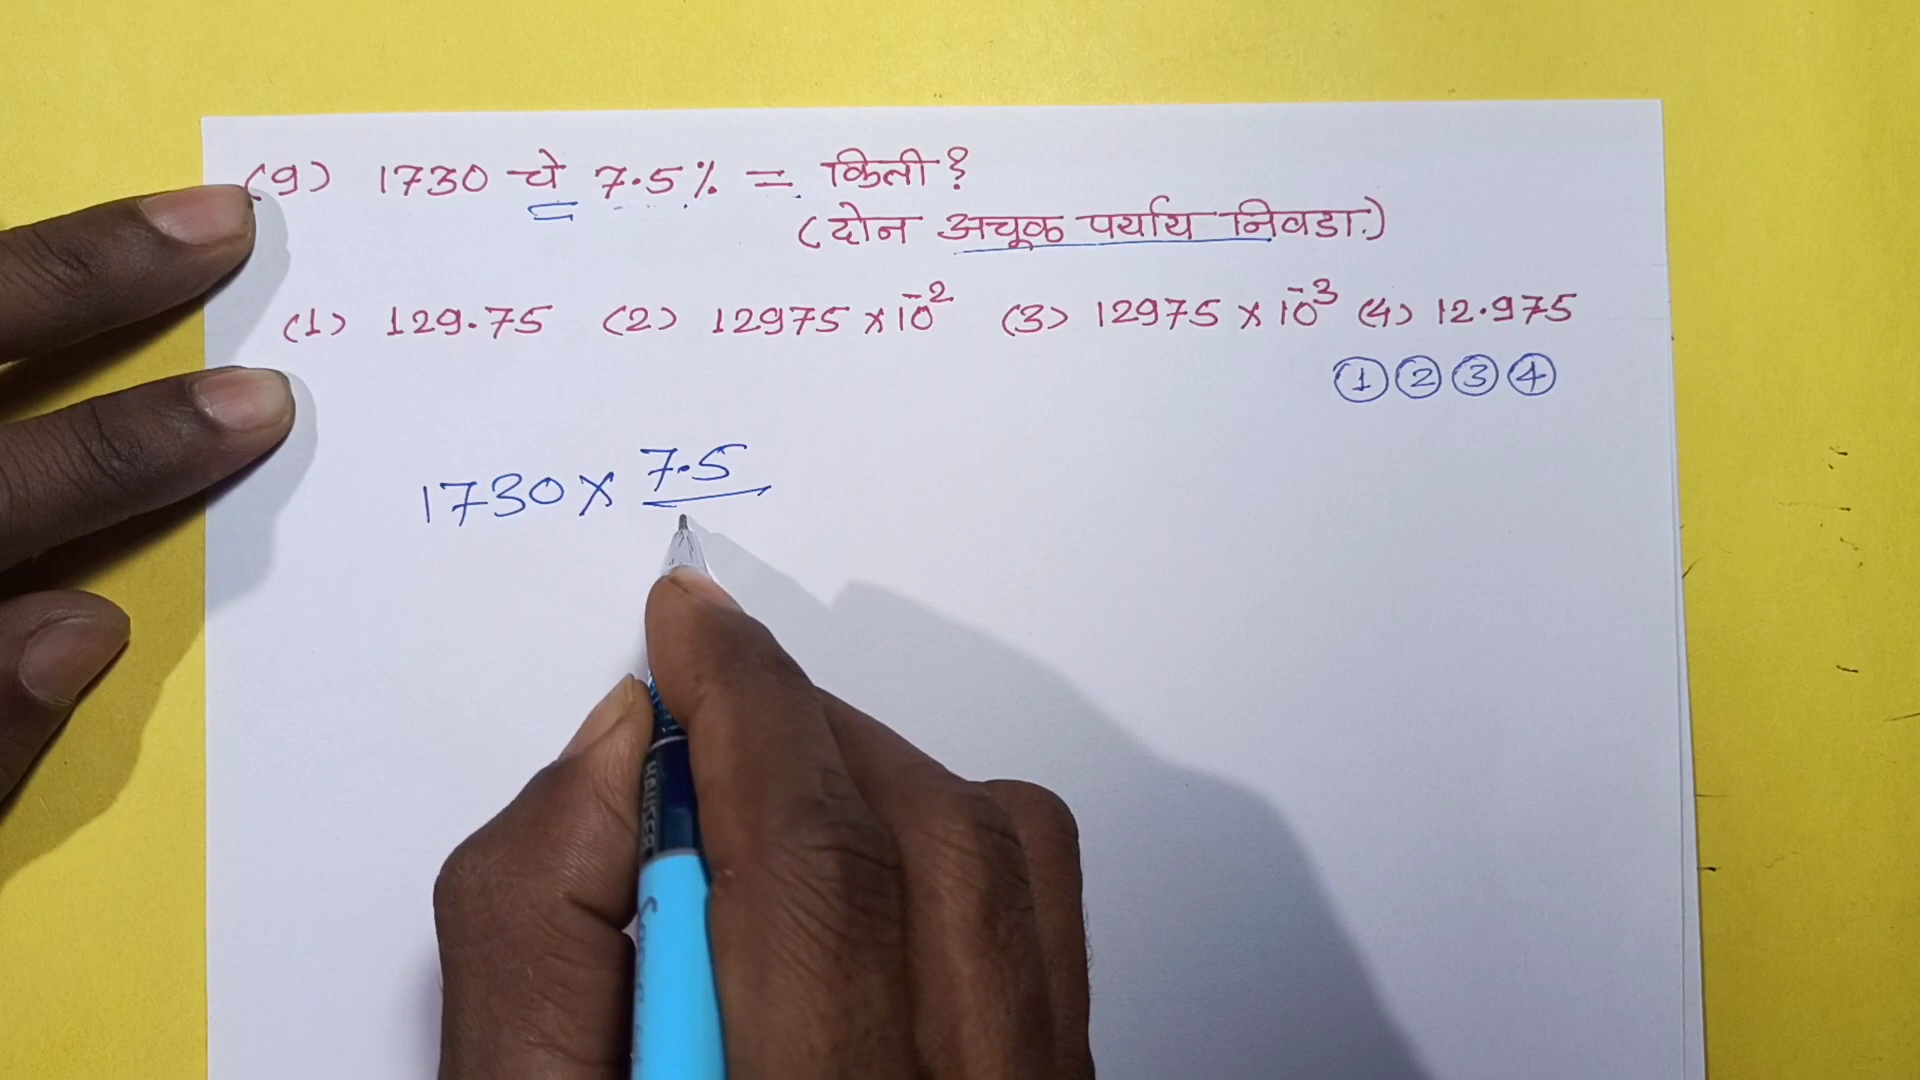 (9) 1730 चे 7.5% = किती?
(दोन अचूक पर्याय निवडा.)
(1) 129.75 (2) 12975 × 10⁻² (3) 12975 × 10⁻³ (4) 12.975
① ② ③ ④
1730 × 7.5
HAUSER